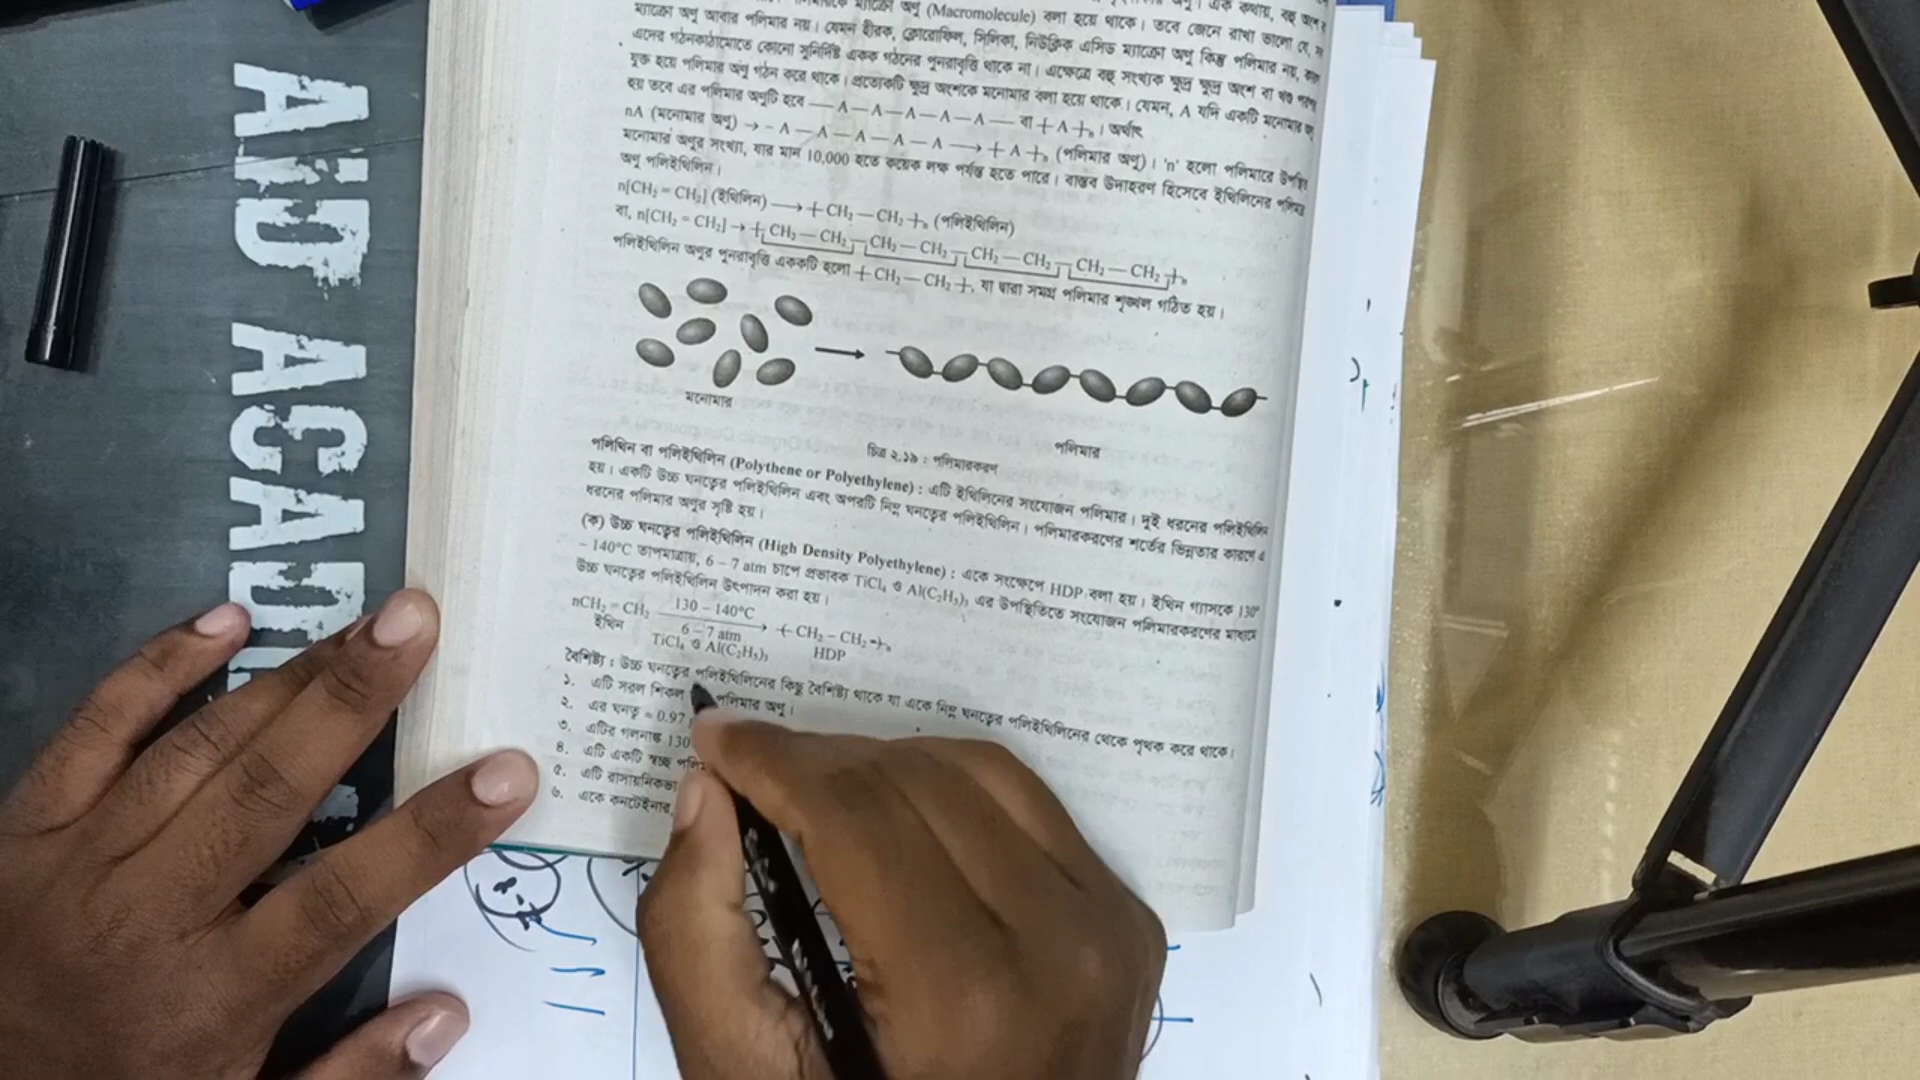 ম্যাক্রো অণু (Macromolecule) বলা হয়ে থাকে। তবে জেনে রাখা ভালো যে,
ম্যাক্রো অণু আবার পলিমার নয়। যেমন হীরক, ক্লোরোফিল, সিলিকা, নিউক্লিক এসিড ম্যাক্রো অণু কিন্তু পলিমার নয়,
এদের গঠনকাঠামোতে কোনো সুনির্দিষ্ট একক গঠনের পুনরাবৃত্তি থাকে না। এক্ষেত্রে বহু সংখ্যক ক্ষুদ্র ক্ষুদ্র অংশ বা খণ্ড
যুক্ত হয়ে পলিমার অণু গঠন করে থাকে। প্রত্যেকটি ক্ষুদ্র অংশকে মনোমার বলা হয়ে থাকে। যেমন, A যদি একটি মনোমার
হয় তবে এর পলিমার অণুটি হবে — A — A — A — A — A — বা + A +ₙ। অর্থাৎ
nA (মনোমার অণু) → - A — A — A — A — A ⟶ + A +ₙ (পলিমার অণু)। 'n' হলো পলিমারে
মনোমার অণুর সংখ্যা, যার মান 10,000 হতে কয়েক লক্ষ পর্যন্ত হতে পারে। বাস্তব উদাহরণ হিসেবে ইথিলিনের
অণু পলিইথিলিন।
n[CH₂ = CH₂] (ইথিলিন) ⟶ + CH₂ — CH₂ +ₙ (পলিইথিলিন)
বা, n[CH₂ = CH₂] → + CH₂ — CH₂ — CH₂ — CH₂ — CH₂ — CH₂ — CH₂ — CH₂ +ₙ
পলিইথিলিন অণুর পুনরাবৃত্তি এককটি হলো + CH₂ — CH₂ +, যা দ্বারা সমগ্র পলিমার শৃঙ্খল গঠিত হয়।
মনোমার
পলিমার
চিত্র ২.১৯ : পলিমারকরণ
পলিথিন বা পলিইথিলিন (Polythene or Polyethylene) : এটি ইথিলিনের সংযোজন পলিমার। দুই ধরনের পলিইথিলিন
হয়। একটি উচ্চ ঘনত্বের পলিইথিলিন এবং অপরটি নিম্ন ঘনত্বের পলিইথিলিন। পলিমারকরণের শর্তের ভিন্নতার কারণে এ
ধরনের পলিমার অণুর সৃষ্টি হয়।
(ক) উচ্চ ঘনত্বের পলিইথিলিন (High Density Polyethylene) : একে সংক্ষেপে HDP বলা হয়। ইথিন গ্যাসকে 130°
– 140°C তাপমাত্রায়, 6 – 7 atm চাপে প্রভাবক TiCl₄ ও Al(C₂H₅)₃ এর উপস্থিতিতে সংযোজন পলিমারকরণের মাধ্যমে
উচ্চ ঘনত্বের পলিইথিলিন উৎপাদন করা হয়।
nCH₂ = CH₂ 130 – 140°C → + CH₂ – CH₂ +ₙ
ইথিন 6 – 7 atm HDP
TiCl₄ ও Al(C₂H₅)₃
বৈশিষ্ট্য : উচ্চ ঘনত্বের পলিইথিলিনের কিছু বৈশিষ্ট্য থাকে যা একে নিম্ন ঘনত্বের পলিইথিলিনের থেকে পৃথক করে থাকে।
১. এটি সরল শিকল পলিমার অণু।
২. এর ঘনত্ব = 0.97
৩. এটির গলনাঙ্ক 130
৪. এটি একটি স্বচ্ছ
৫. এটি রাসায়নিকভা
৬. একে কনটেইনার,